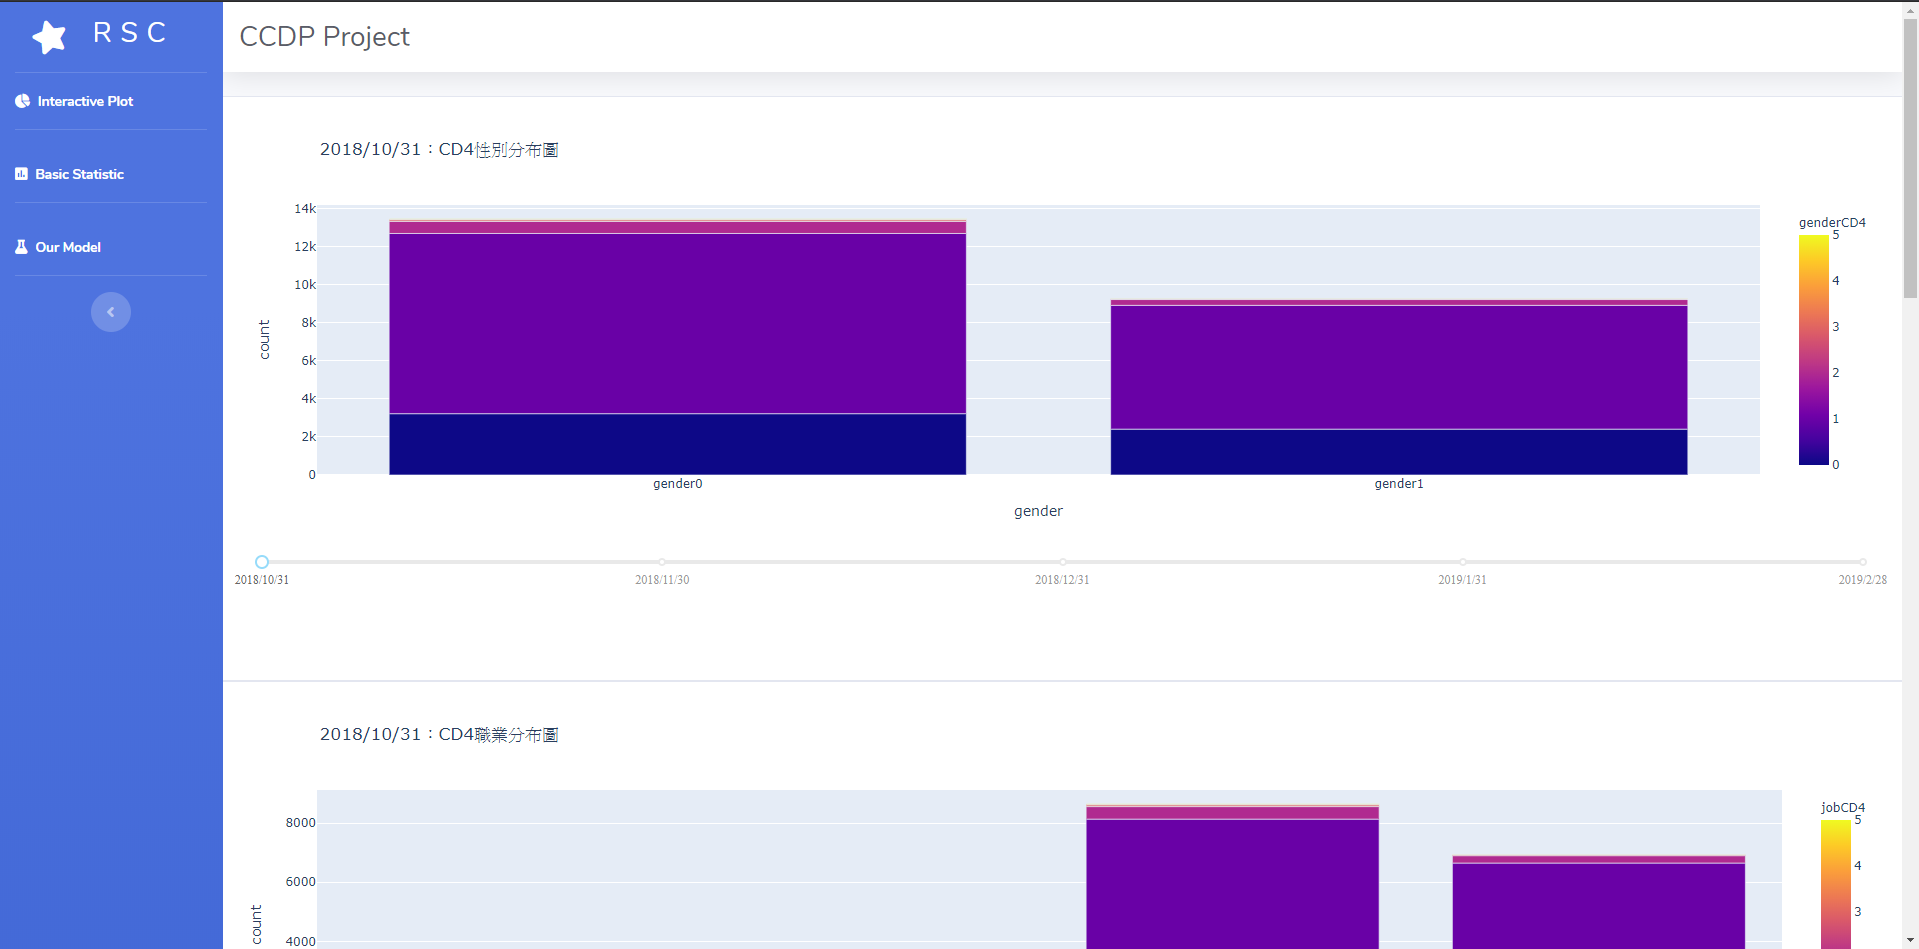 RSC
Interactive Plot
Basic Statistic
Our Model
CCDP Project
2018/10/31：CD4性別分布圖
14k
12k
10k
8k
6k
4k
2k
0
count
gender0
gender1
gender
genderCD4
5
4
3
2
1
0
2018/10/31
2018/11/30
2018/12/31
2019/1/31
2019/2/28
2018/10/31：CD4職業分布圖
8000
6000
4000
count
jobCD4
5
4
3